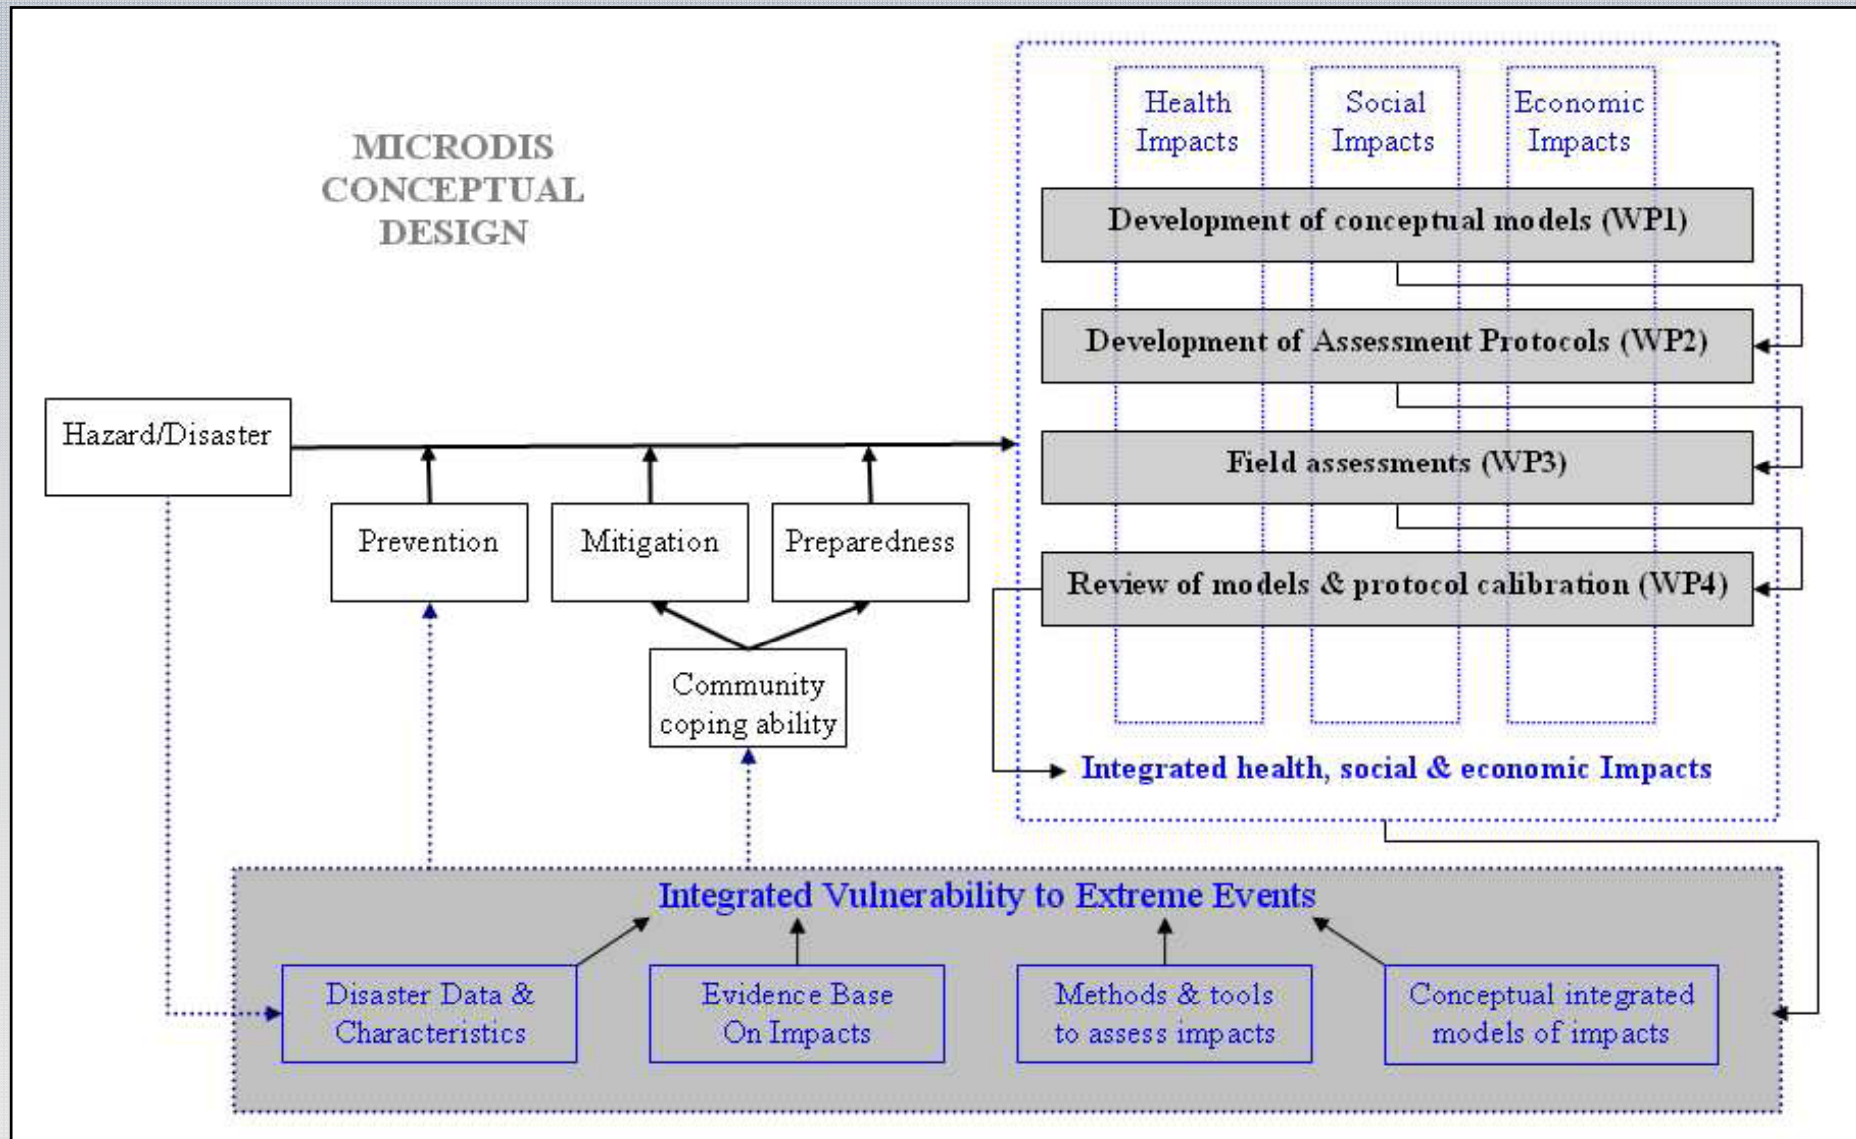 MICRODIS
CONCEPTUAL
DESIGN
Health
Impacts
Social
Impacts
Economic
Impacts
Development of conceptual models (WP1)
Development of Assessment Protocols (WP2)
Field assessments (WP3)
Review of models & protocol calibration (WP4)
Integrated health, social & economic Impacts
Hazard/Disaster
Prevention
Mitigation
Preparedness
Community
coping ability
Integrated Vulnerability to Extreme Events
Disaster Data &
Characteristics
Evidence Base
On Impacts
Methods & tools
to assess impacts
Conceptual integrated
models of impacts